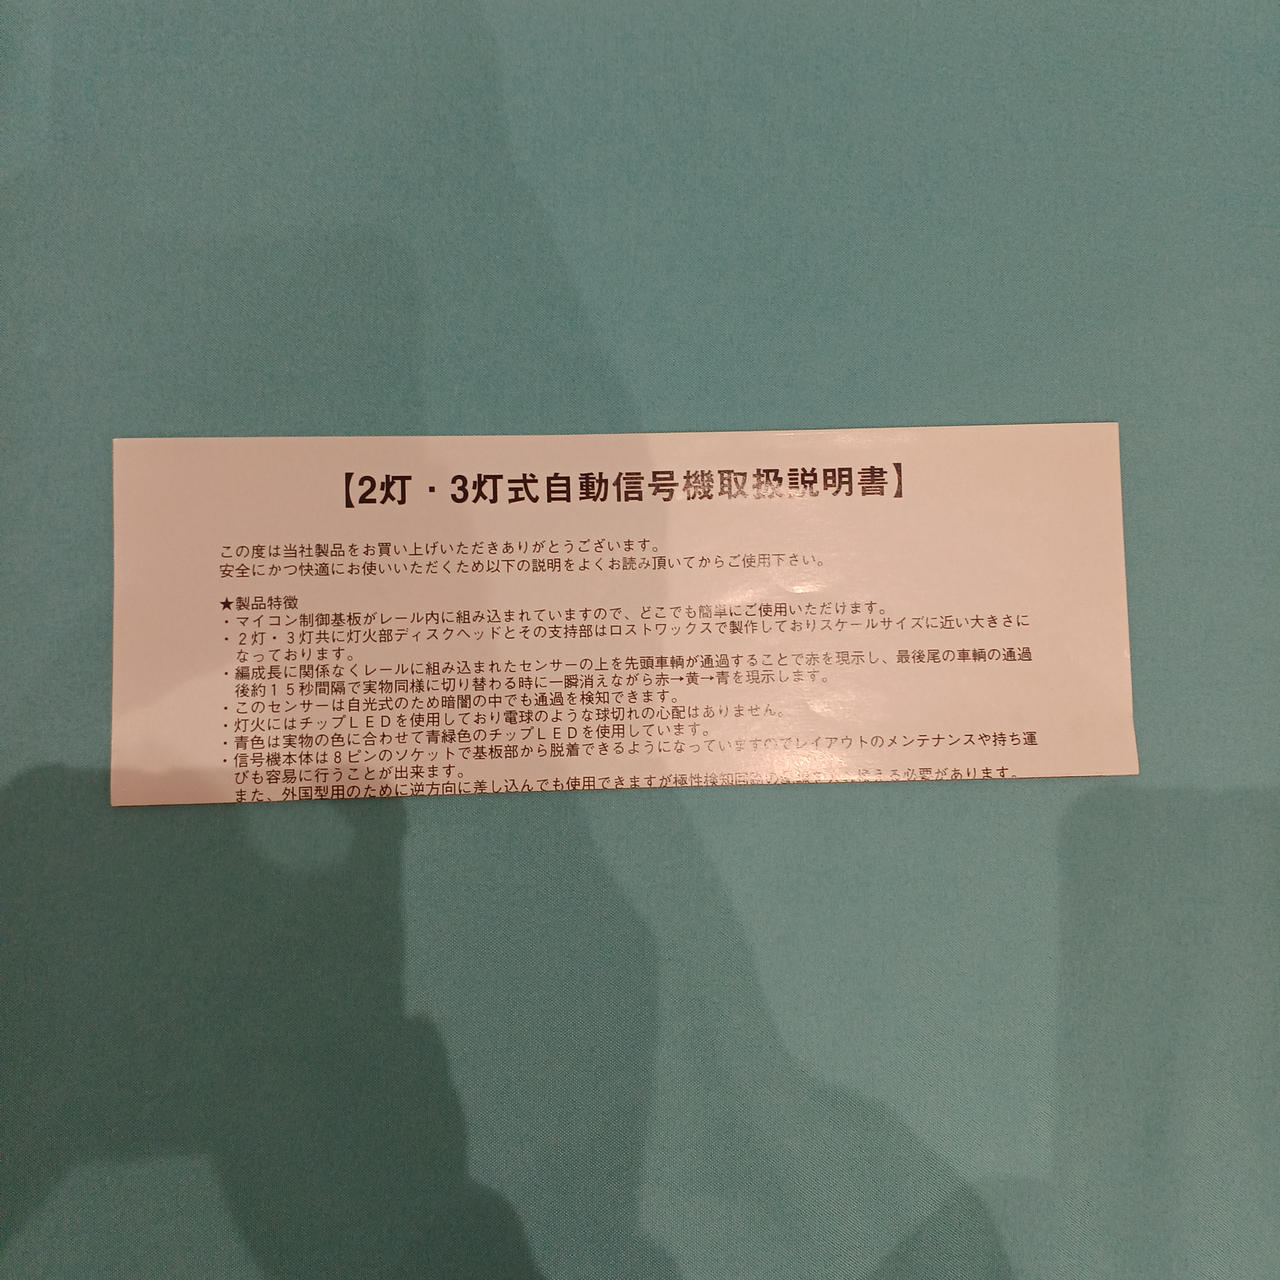 【2灯・3灯式自動信号機取扱説明書】
この度は当社製品をお買い上げいただきありがとうございます。
安全にかつ快適にお使いいただくため以下の説明をよくお読み頂いてからご使用下さい。
★製品特徴
・マイコン制御基板がレール内に組み込まれていますので、どこでも簡単にご使用いただけます。
・２灯・３灯共に灯火部ディスクヘッドとその支持部はロストワックスで製作しておりスケールサイズに近い大きさに
なっております。
・編成長に関係なくレールに組み込まれたセンサーの上を先頭車輌が通過することで赤を現示し、最後尾の車輌の通過
後約１５秒間隔で実物同様に切り替わる時に一瞬消えながら赤→黄→青を現示します。
・このセンサーは自光式のため暗闇の中でも通過を検知できます。
・灯火にはチップＬＥＤを使用しており電球のような球切れの心配はありません。
・青色は実物の色に合わせて青緑色のチップＬＥＤを使用しています。
・信号機本体は８ピンのソケットで基板部から脱着できるようになっていますのでレイアウトのメンテナンスや持ち運
びも容易に行うことが出来ます。
また、外国型用のために逆方向に差し込んでも使用できますが極性検知回路の える必要があります。